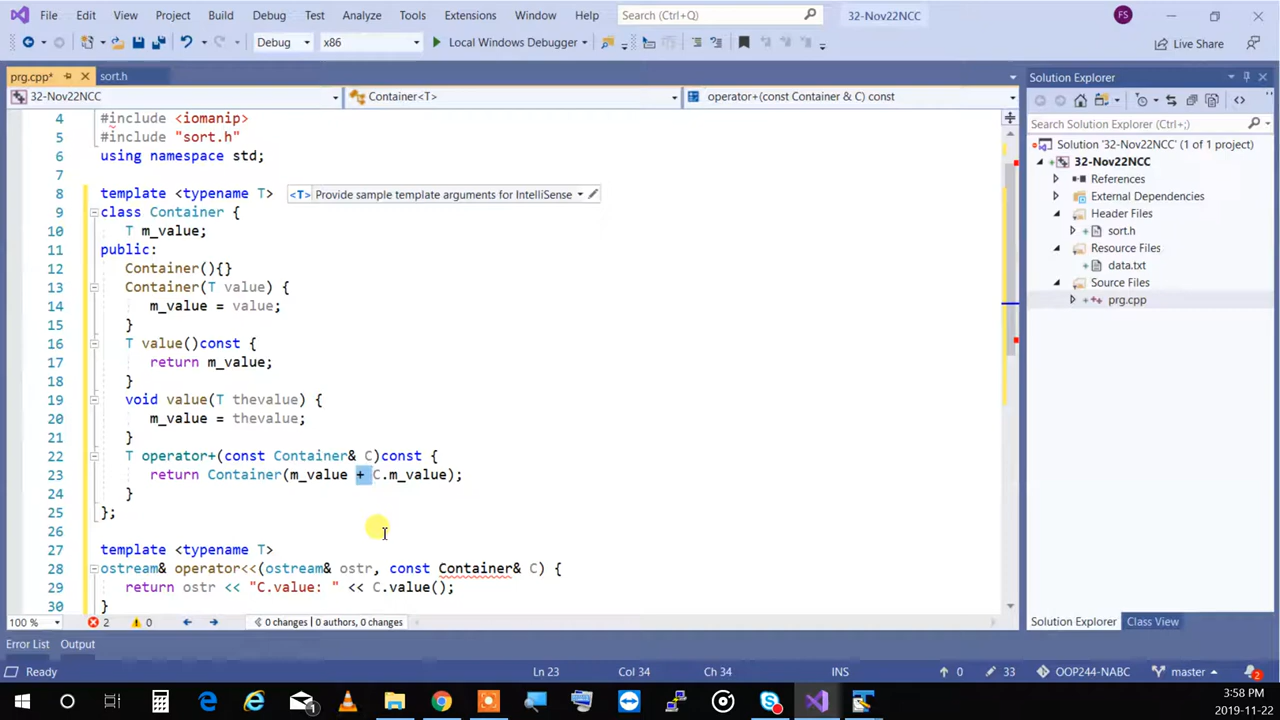 File Edit View Project Build Debug Test Analyze Tools Extensions Window Help Search (Ctrl+Q) 32-Nov22NCC FS
Debug x86 Local Windows Debugger Live Share
prg.cpp* sort.h
32-Nov22NCC Container<T> operator+(const Container & C) const
4 #include <iomanip>
5 #include "sort.h"
6 using namespace std;
7
8 template <typename T> <T> Provide sample template arguments for IntelliSense
9 class Container {
10 T m_value;
11 public:
12 Container(){}
13 Container(T value) {
14 m_value = value;
15 }
16 T value()const {
17 return m_value;
18 }
19 void value(T thevalue) {
20 m_value = thevalue;
21 }
22 T operator+(const Container& C)const {
23 return Container(m_value + C.m_value);
24 }
25 };
26
27 template <typename T>
28 ostream& operator<<(ostream& ostr, const Container& C) {
29 return ostr << "C.value: " << C.value();
30 }
100 % 2 0 0 changes | 0 authors, 0 changes
Solution Explorer
Search Solution Explorer (Ctrl+;)
Solution '32-Nov22NCC' (1 of 1 project)
32-Nov22NCC
References
External Dependencies
Header Files
sort.h
Resource Files
data.txt
Source Files
prg.cpp
Solution Explorer Class View
Error List Output
Ready Ln 23 Col 34 Ch 34 INS 0 33 OOP244-NABC master 2
1
3:58 PM
2019-11-22